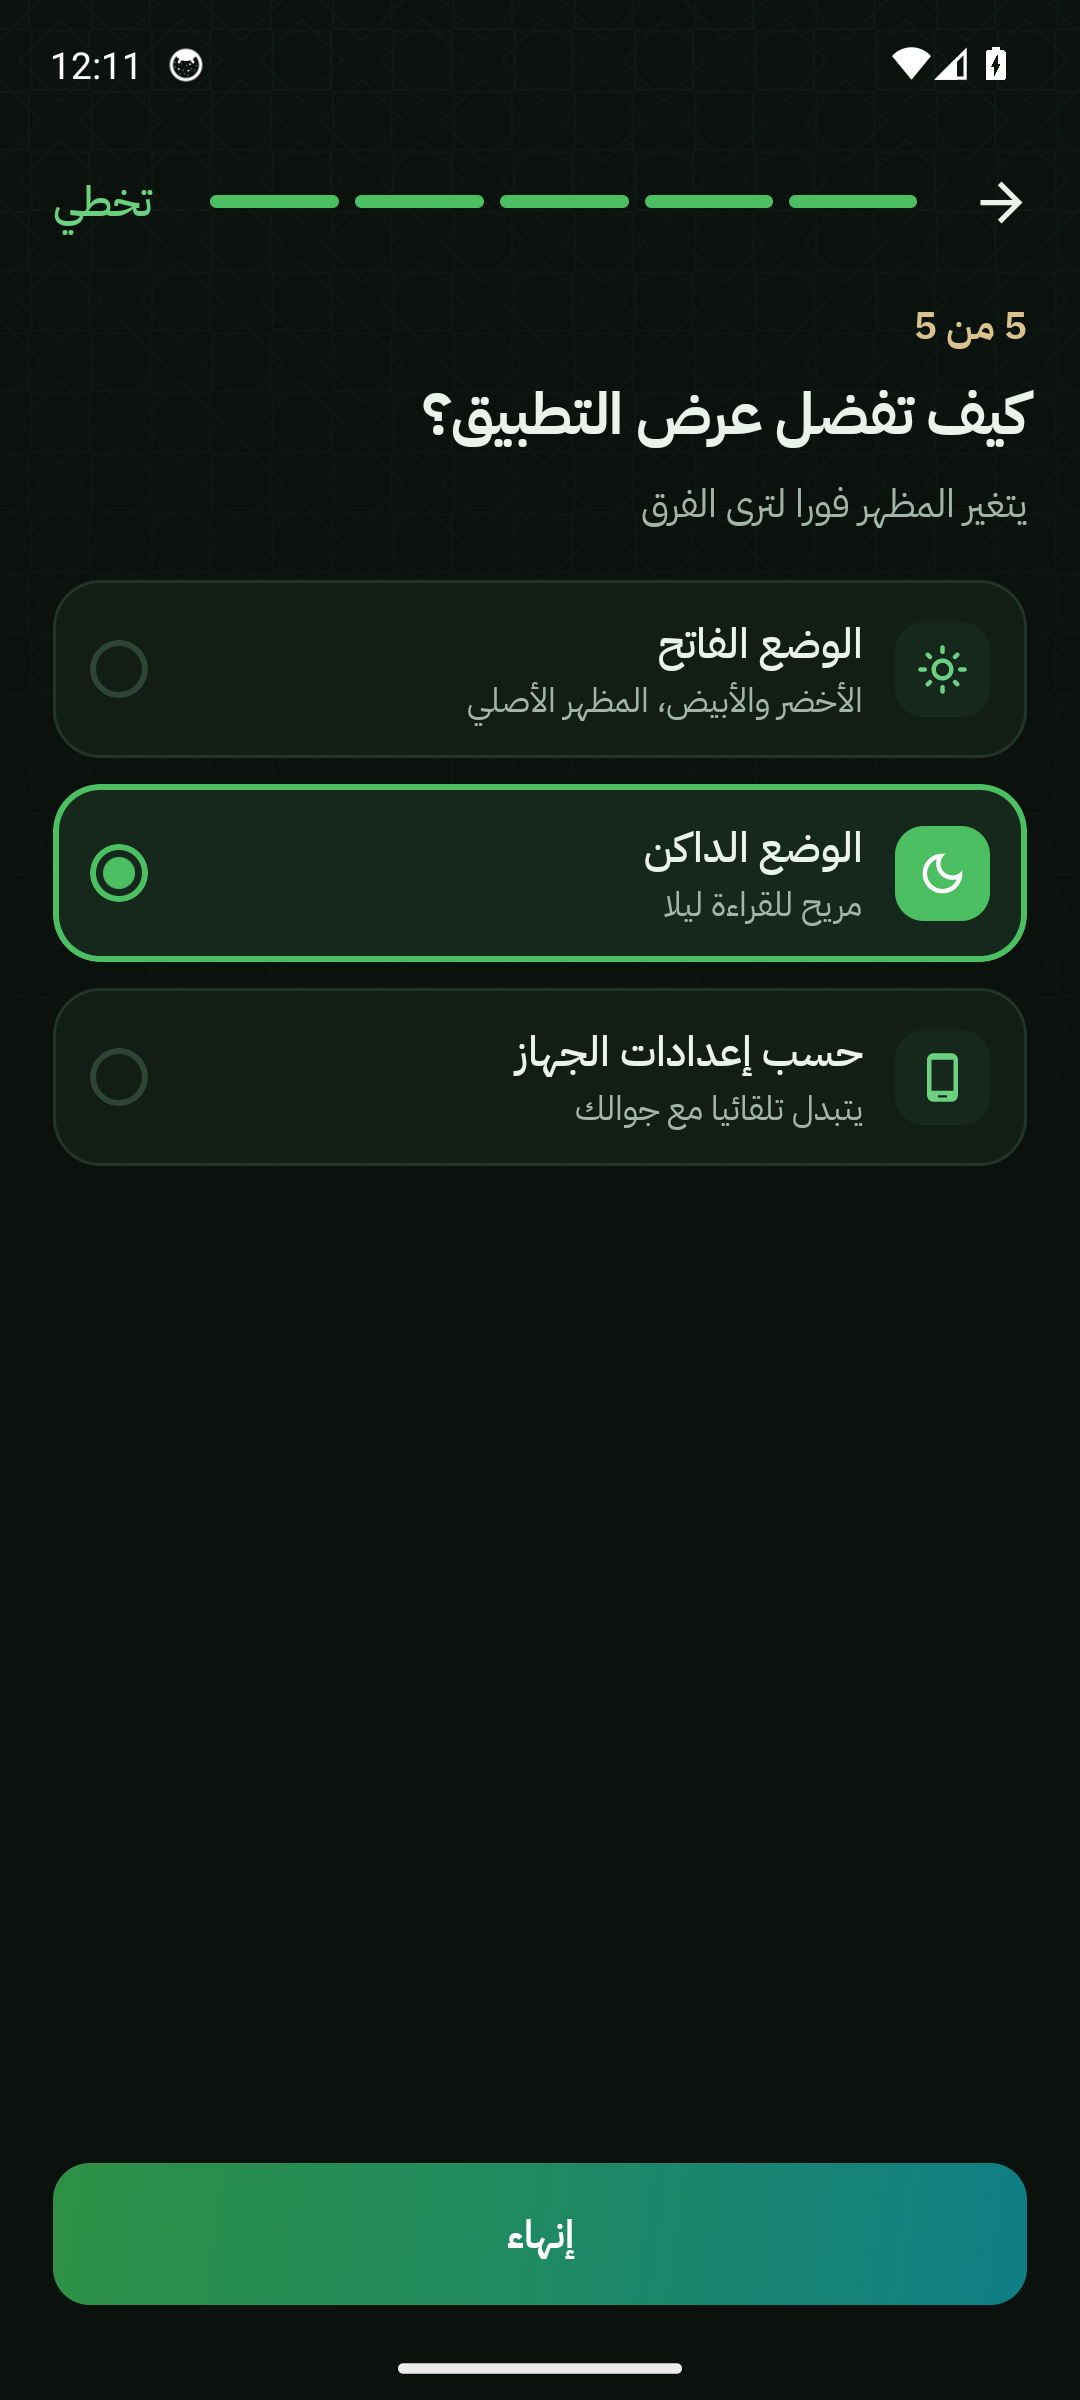 12:11
تخطي
5 من 5
كيف تفضل عرض التطبيق؟
يتغير المظهر فورا لترى الفرق
الوضع الفاتح
الأخضر والأبيض، المظهر الأصلي
الوضع الداكن
مريح للقراءة ليلا
حسب إعدادات الجهاز
يتبدل تلقائيا مع جوالك
إنهاء